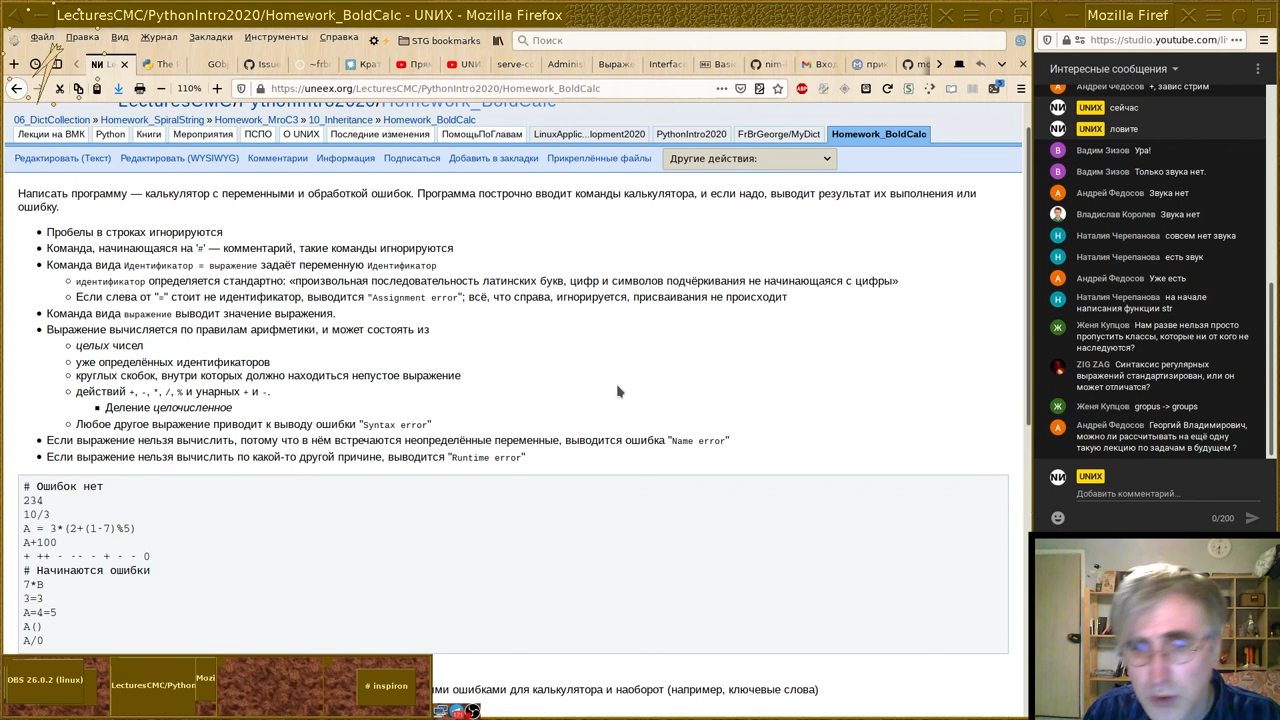 LecturesCMC/PythonIntro2020/Homework_BoldCalc - UNИX - Mozilla Firefox
Файл Правка Вид Журнал Закладки Инструменты Справка
STG bookmarks
Поиск
110%
https://uneex.org/LecturesCMC/PythonIntro2020/Homework_BoldCalc
06_DictCollection » Homework_SpiralString » Homework_MroC3 » 10_Inheritance » Homework_BoldCalc
Лекции на ВМК Python Книги Мероприятия ПСПО О UNIX Последние изменения ПомощьПоГлавам LinuxApplic...lopment2020 PythonIntro2020 FrBrGeorge/MyDict Homework_BoldCalc
Редактировать (Текст) Редактировать (WYSIWYG) Комментарии Информация Подписаться Добавить в закладки Прикреплённые файлы Другие действия:
Написать программу — калькулятор с переменными и обработкой ошибок. Программа построчно вводит команды калькулятора, и если надо, выводит результат их выполнения или
ошибку.
Пробелы в строках игнорируются
Команда, начинающаяся на '#' — комментарий, такие команды игнорируются
Команда вида Идентификатор = выражение задаёт переменную Идентификатор
идентификатор определяется стандартно: «произвольная последовательность латинских букв, цифр и символов подчёркивания не начинающаяся с цифры»
Если слева от "=" стоит не идентификатор, выводится "Assignment error"; всё, что справа, игнорируется, присваивания не происходит
Команда вида выражение выводит значение выражения.
Выражение вычисляется по правилам арифметики, и может состоять из
целых чисел
уже определённых идентификаторов
круглых скобок, внутри которых должно находиться непустое выражение
действий +, -, *, /, % и унарных + и -.
Деление целочисленное
Любое другое выражение приводит к выводу ошибки "Syntax error"
Если выражение нельзя вычислить, потому что в нём встречаются неопределённые переменные, выводится ошибка "Name error"
Если выражение нельзя вычислить по какой-то другой причине, выводится "Runtime error"
# Ошибок нет
234
10/3
A = 3*(2+(1-7)%5)
A+100
+ ++ - -- - + - - 0
# Начинаются ошибки
7*B
3=3
A=4=5
A()
A/0
ми ошибками для калькулятора и наоборот (например, ключевые слова)
OBS 26.0.2 (linux)
LecturesCMC/Python
Mozi
# inspiron
Mozilla Firef
https://studio.youtube.com/li
Интересные сообщения
Андрей Федосов +, завис стрим
UNИX сейчас
UNИX ловите
Вадим Зизов Ура!
Вадим Зизов Только звука нет.
Андрей Федосов Звука нет
Владислав Королев Звука нет
Наталия Черепанова совсем нет звука
Наталия Черепанова есть звук
Андрей Федосов Уже есть
Наталия Черепанова на начале
написания функции str
Женя Купцов Нам разве нельзя просто
пропустить классы, которые ни от кого не
наследуются?
ZIG ZAG Синтаксис регулярных
выражений стандартизирован, или он
может отличатся?
Женя Купцов gropus -> groups
Андрей Федосов Георгий Владимирович,
можно ли рассчитывать на ещё одну
такую лекцию по задачам в будущем ?
UNИX
Добавить комментарий...
0/200